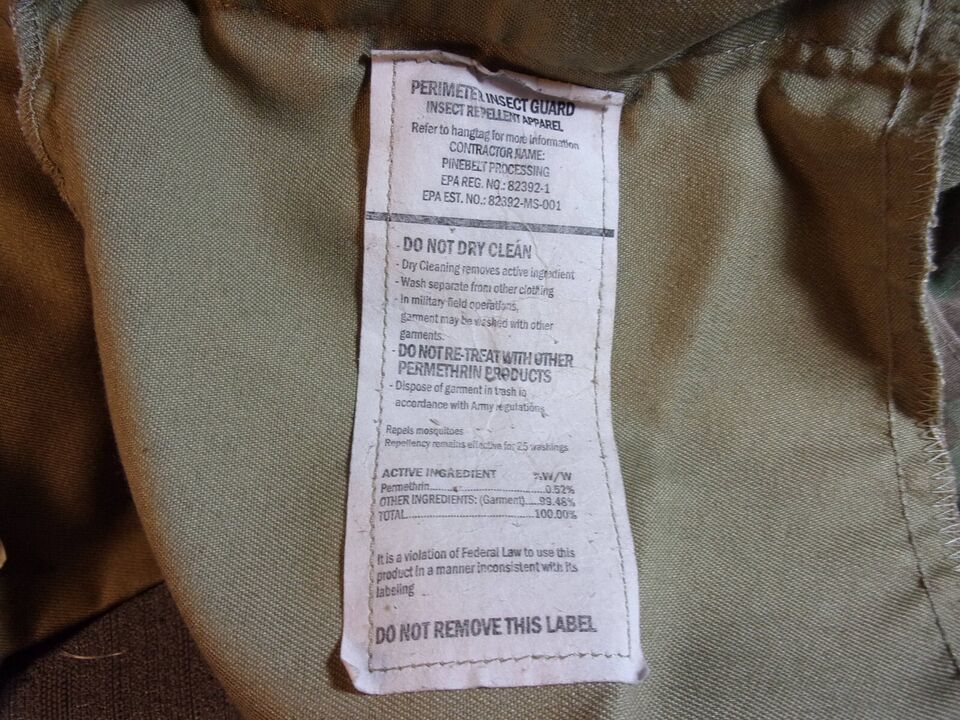 PERIMETER INSECT GUARD
INSECT REPELLENT APPAREL
Refer to hangtag for more information
CONTRACTOR NAME:
PINEBELT PROCESSING
EPA REG. NO.: 82392-1
EPA EST. NO.: 82392-MS-001
- DO NOT DRY CLEAN
- Dry Cleaning removes active ingredient
- Wash separate from other clothing
- In military field operations,
garment may be washed with other
garments.
- DO NOT RE-TREAT WITH OTHER
PERMETHRIN PRODUCTS
- Dispose of garment in trash in
accordance with Army regulations
Repels mosquitoes
Repellency remains effective for 25 washings
ACTIVE INGREDIENT %W/W
Permethrin....................0.52%
OTHER INGREDIENTS: (Garment)....99.48%
TOTAL..........................100.00%
It is a violation of Federal Law to use this
product in a manner inconsistent with its
labeling
DO NOT REMOVE THIS LABEL